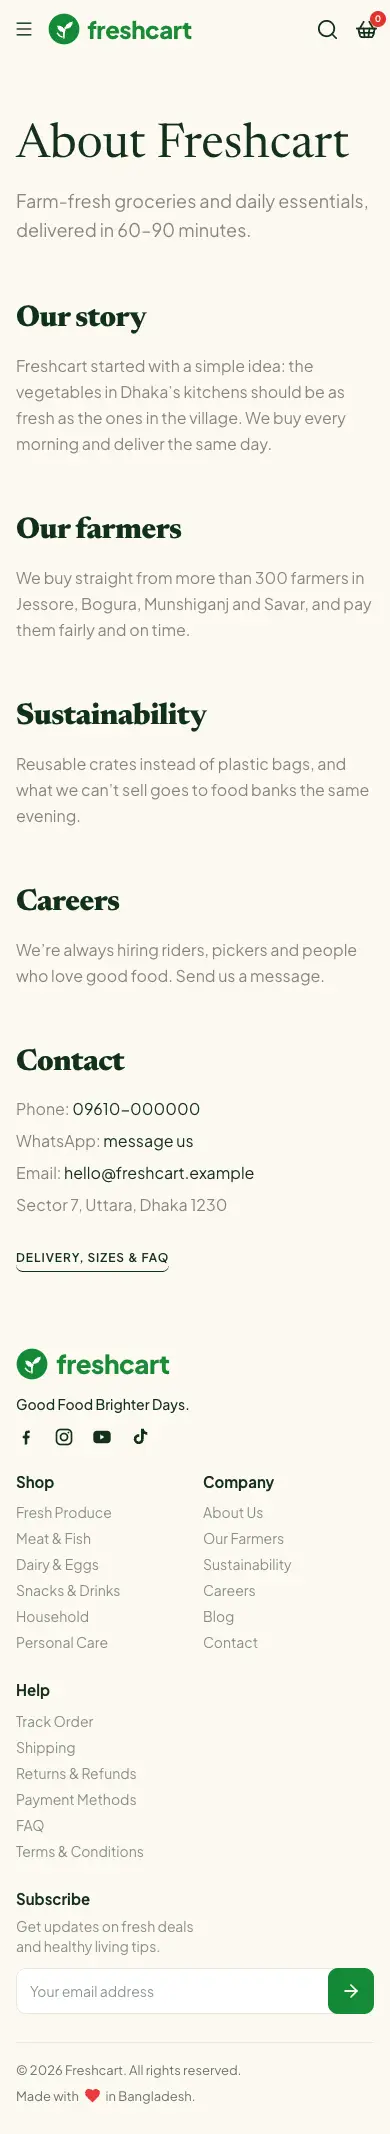 freshcart
0
About Freshcart
Farm-fresh groceries and daily essentials,
delivered in 60–90 minutes.
Our story
Freshcart started with a simple idea: the
vegetables in Dhaka's kitchens should be as
fresh as the ones in the village. We buy every
morning and deliver the same day.
Our farmers
We buy straight from more than 300 farmers in
Jessore, Bogura, Munshiganj and Savar, and pay
them fairly and on time.
Sustainability
Reusable crates instead of plastic bags, and
what we can't sell goes to food banks the same
evening.
Careers
We're always hiring riders, pickers and people
who love good food. Send us a message.
Contact
Phone: 09610-000000
WhatsApp: message us
Email: hello@freshcart.example
Sector 7, Uttara, Dhaka 1230
DELIVERY, SIZES & FAQ
freshcart
Good Food Brighter Days.
Shop
Fresh Produce
Meat & Fish
Dairy & Eggs
Snacks & Drinks
Household
Personal Care
Company
About Us
Our Farmers
Sustainability
Careers
Blog
Contact
Help
Track Order
Shipping
Returns & Refunds
Payment Methods
FAQ
Terms & Conditions
Subscribe
Get updates on fresh deals
and healthy living tips.
Your email address
© 2026 Freshcart. All rights reserved.
Made with ❤ in Bangladesh.